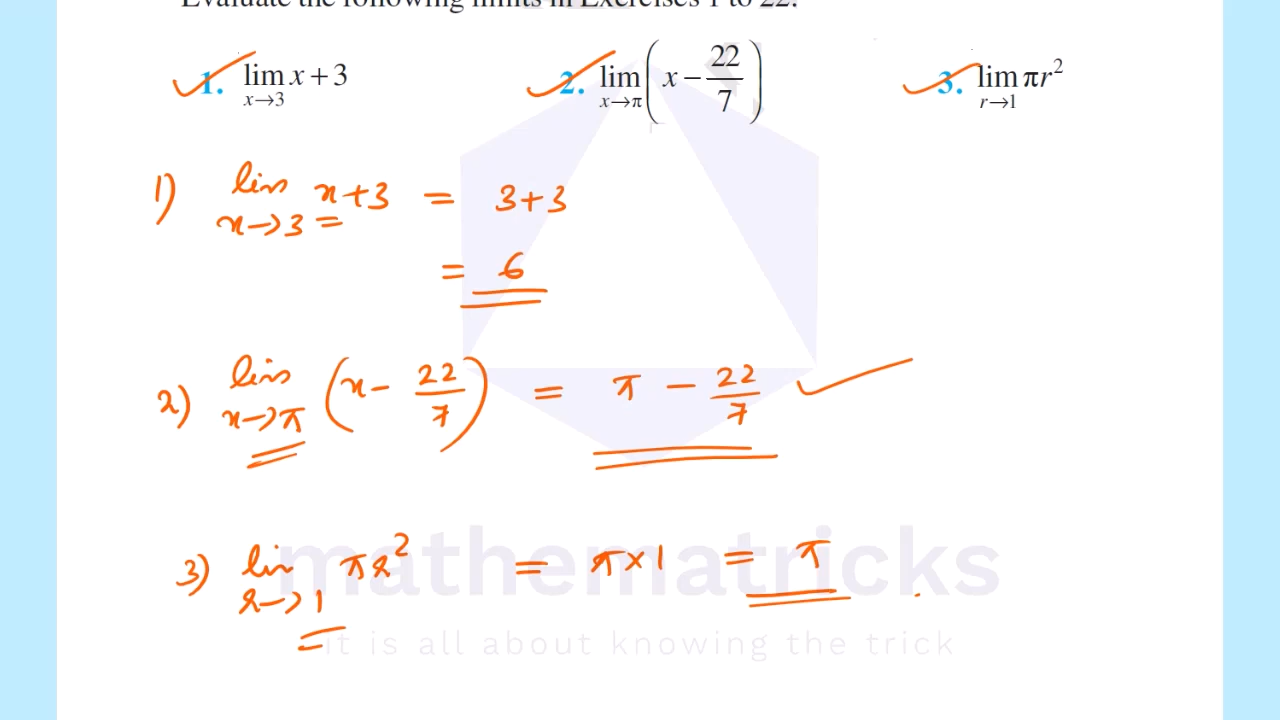 Evaluate the following limits in Exercises 1 to 22.
1. lim x→3 x + 3 2. lim x→π (x − 22/7) 3. lim r→1 πr²
1) lim x→3 x+3 = 3+3
= 6
2) lim x→π (x − 22/7) = π − 22/7
3) lim r→1 πr² = π×1 = π
mathematricks
it is all about knowing the trick